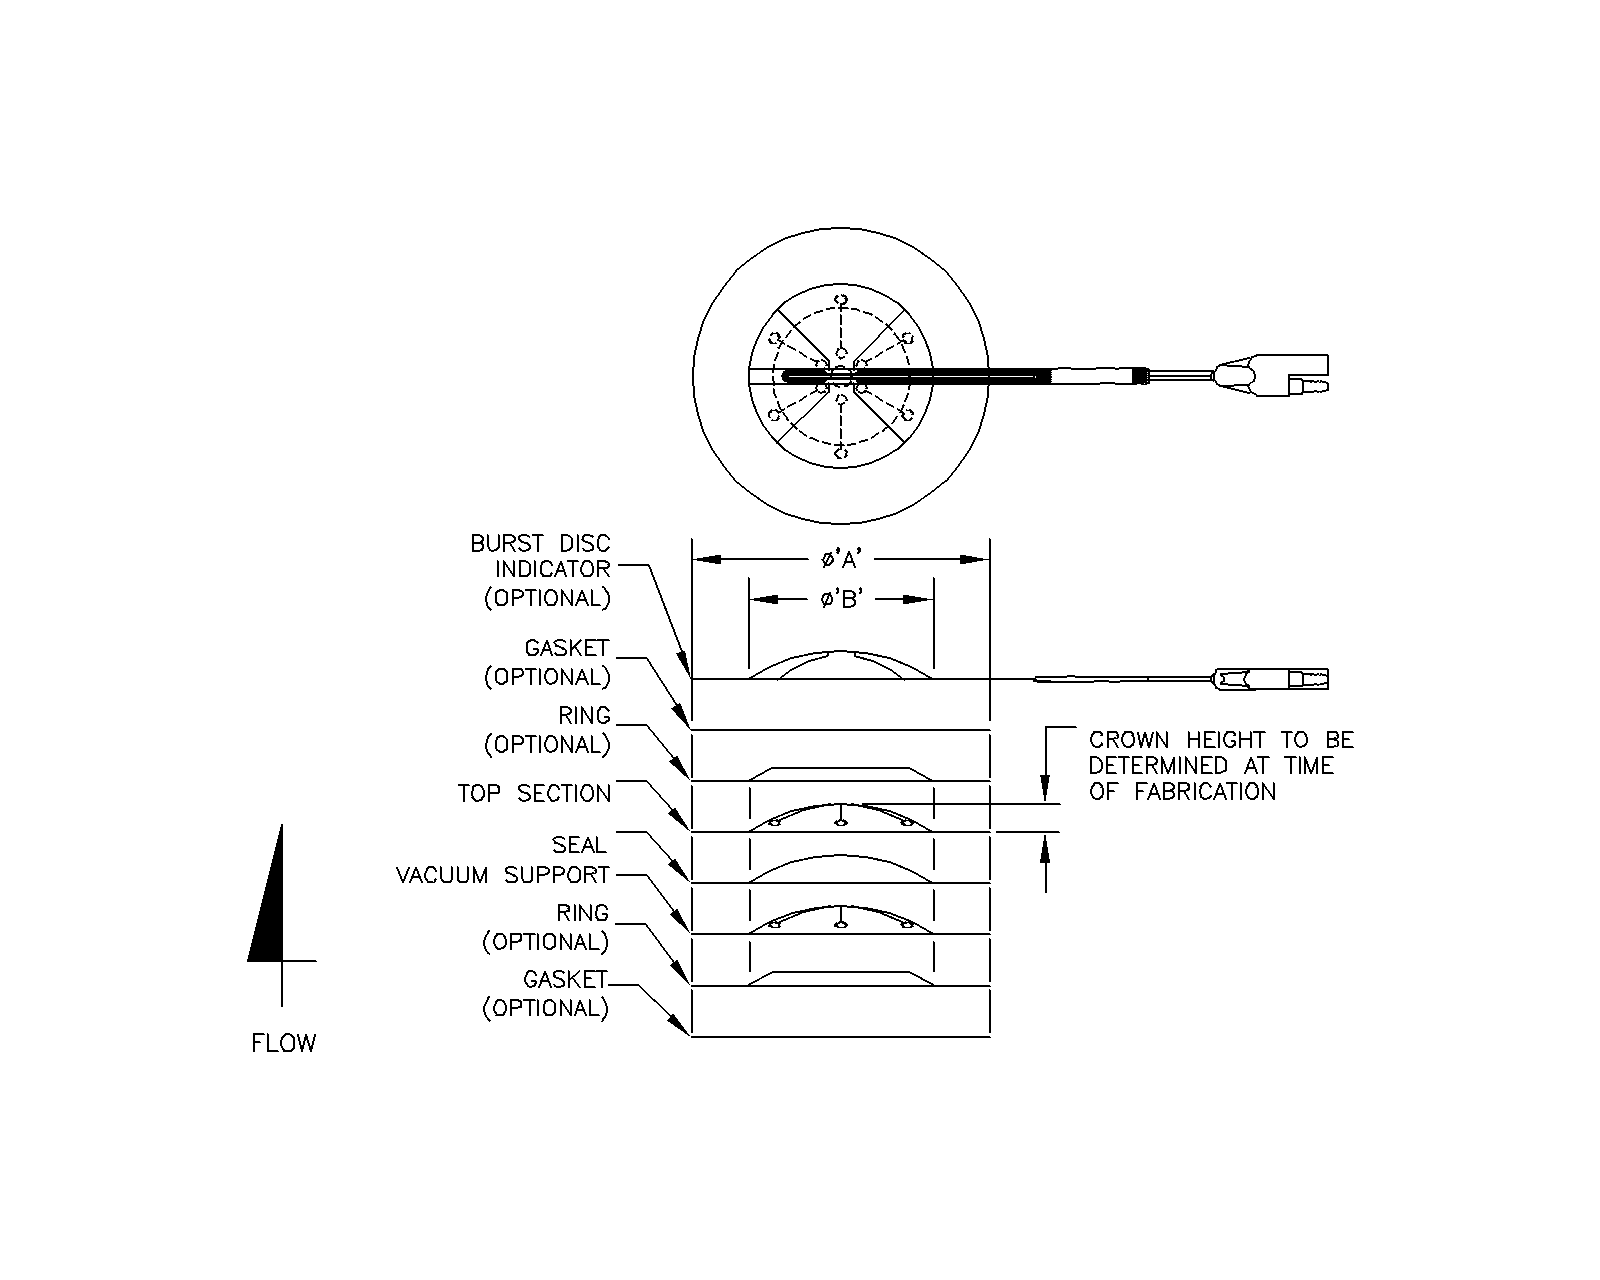 BURST DISC
INDICATOR
(OPTIONAL)
ø'A'
ø'B'
GASKET
(OPTIONAL)
RING
(OPTIONAL)
TOP SECTION
CROWN HEIGHT TO BE
DETERMINED AT TIME
OF FABRICATION
SEAL
VACUUM SUPPORT
RING
(OPTIONAL)
GASKET
(OPTIONAL)
FLOW